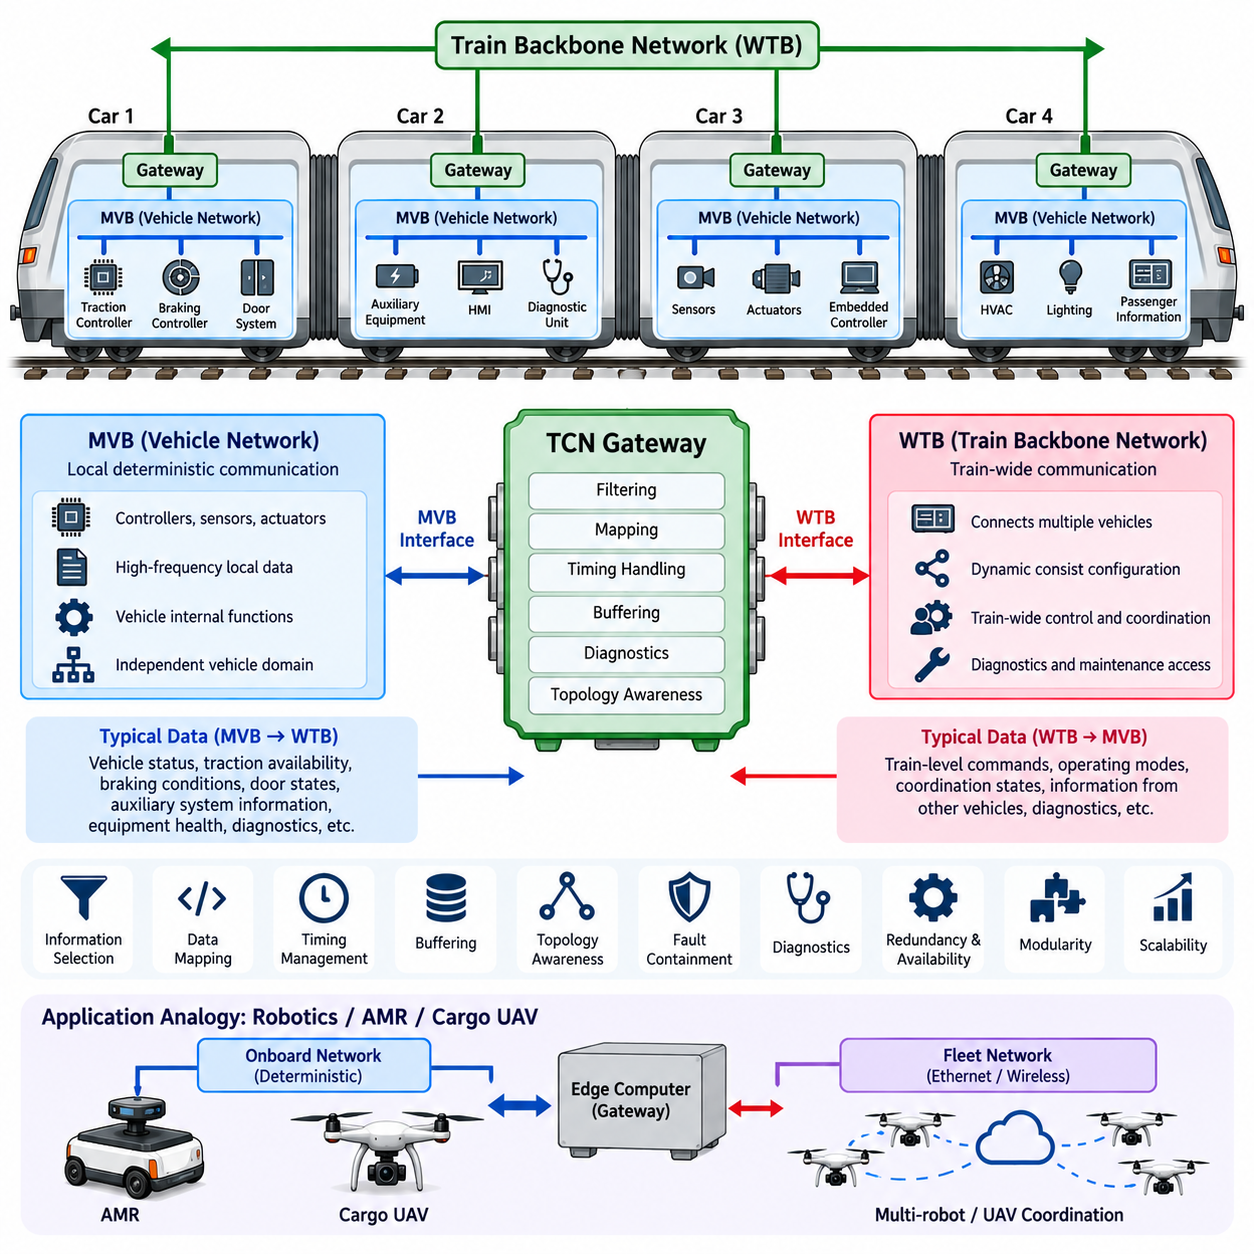 Train Backbone Network (WTB)
Car 1
Car 2
Car 3
Car 4
Gateway
Gateway
Gateway
Gateway
MVB (Vehicle Network)
MVB (Vehicle Network)
MVB (Vehicle Network)
MVB (Vehicle Network)
Traction
Controller
Braking
Controller
Door
System
Auxiliary
Equipment
HMI
Diagnostic
Unit
Sensors
Actuators
Embedded
Controller
HVAC
Lighting
Passenger
Information
MVB (Vehicle Network)
Local deterministic communication
Controllers, sensors, actuators
High-frequency local data
Vehicle internal functions
Independent vehicle domain
MVB
Interface
TCN Gateway
Filtering
Mapping
Timing Handling
Buffering
Diagnostics
Topology Awareness
WTB
Interface
WTB (Train Backbone Network)
Train-wide communication
Connects multiple vehicles
Dynamic consist configuration
Train-wide control and coordination
Diagnostics and maintenance access
Typical Data (MVB → WTB)
Vehicle status, traction availability,
braking conditions, door states,
auxiliary system information,
equipment health, diagnostics, etc.
Typical Data (WTB → MVB)
Train-level commands, operating modes,
coordination states, information from
other vehicles, diagnostics, etc.
Information
Selection
Data
Mapping
Timing
Management
Buffering
Topology
Awareness
Fault
Containment
Diagnostics
Redundancy &
Availability
Modularity
Scalability
Application Analogy: Robotics / AMR / Cargo UAV
Onboard Network
(Deterministic)
Edge Computer
(Gateway)
Fleet Network
(Ethernet / Wireless)
AMR
Cargo UAV
Multi-robot / UAV Coordination